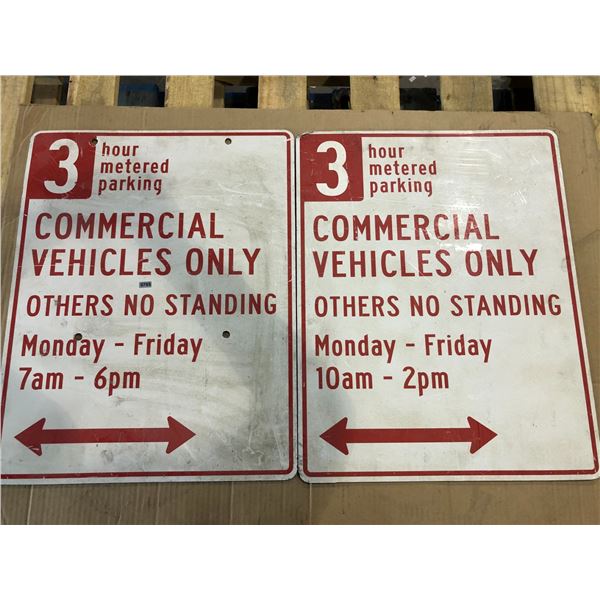 3 hour
metered
parking
COMMERCIAL
VEHICLES ONLY
OTHERS NO STANDING
Monday - Friday
7am - 6pm
3 hour
metered
parking
COMMERCIAL
VEHICLES ONLY
OTHERS NO STANDING
Monday - Friday
10am - 2pm